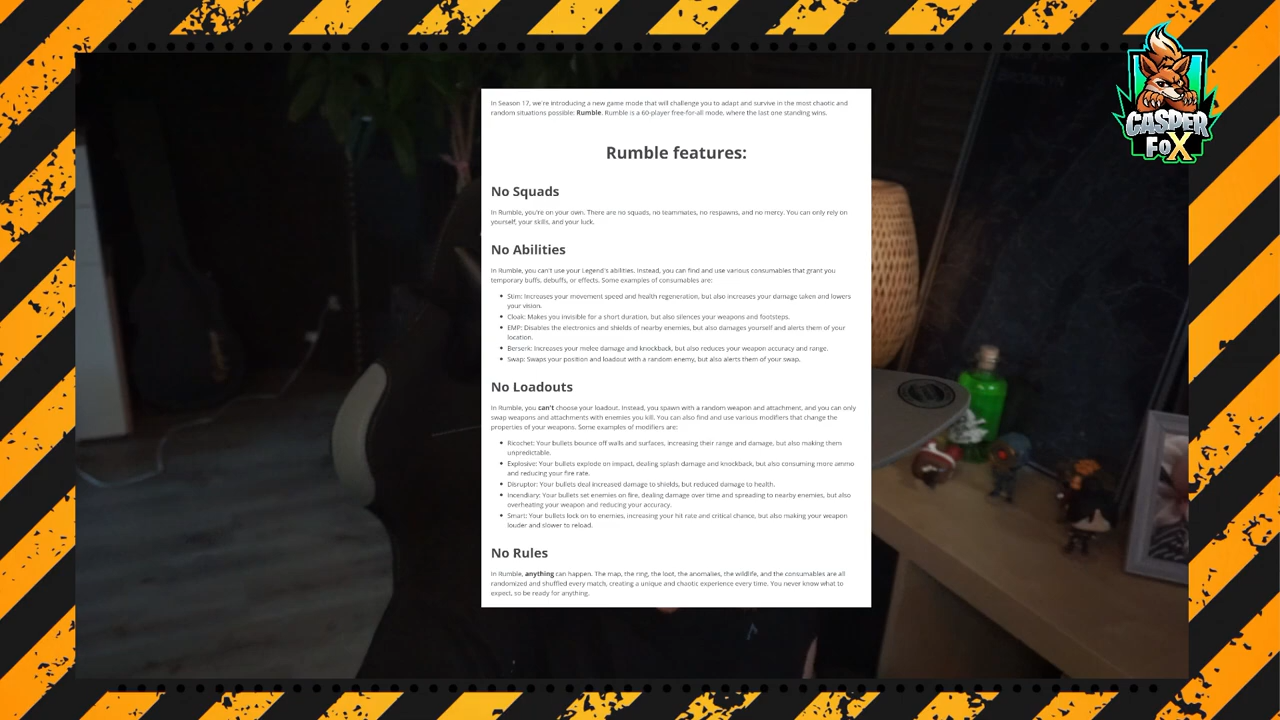 CASPER
FOX
In Season 17, we're introducing a new game mode that will challenge you to adapt and survive in the most chaotic and
random situations possible: Rumble. Rumble is a 60-player free-for-all mode, where the last one standing wins.
Rumble features:
No Squads
In Rumble, you're on your own. There are no squads, no teammates, no respawns, and no mercy. You can only rely on
yourself, your skills, and your luck.
No Abilities
In Rumble, you can't use your Legend's abilities. Instead, you can find and use various consumables that grant you
temporary buffs, debuffs, or effects. Some examples of consumables are:
• Stim: Increases your movement speed and health regeneration, but also increases your damage taken and lowers
your vision.
• Cloak: Makes you invisible for a short duration, but also silences your weapons and footsteps.
• EMP: Disables the electronics and shields of nearby enemies, but also damages yourself and alerts them of your
location.
• Berserk: Increases your melee damage and knockback, but also reduces your weapon accuracy and range.
• Swap: Swaps your position and loadout with a random enemy, but also alerts them of your swap.
No Loadouts
In Rumble, you can't choose your loadout. Instead, you spawn with a random weapon and attachment, and you can only
swap weapons and attachments with enemies you kill. You can also find and use various modifiers that change the
properties of your weapons. Some examples of modifiers are:
• Ricochet: Your bullets bounce off walls and surfaces, increasing their range and damage, but also making them
unpredictable.
• Explosive: Your bullets explode on impact, dealing splash damage and knockback, but also consuming more ammo
and reducing your fire rate.
• Disruptor: Your bullets deal increased damage to shields, but reduced damage to health.
• Incendiary: Your bullets set enemies on fire, dealing damage over time and spreading to nearby enemies, but also
overheating your weapon and reducing your accuracy.
• Smart: Your bullets lock on to enemies, increasing your hit rate and critical chance, but also making your weapon
louder and slower to reload.
No Rules
In Rumble, anything can happen. The map, the ring, the loot, the anomalies, the wildlife, and the consumables are all
randomized and shuffled every match, creating a unique and chaotic experience every time. You never know what to
expect, so be ready for anything.